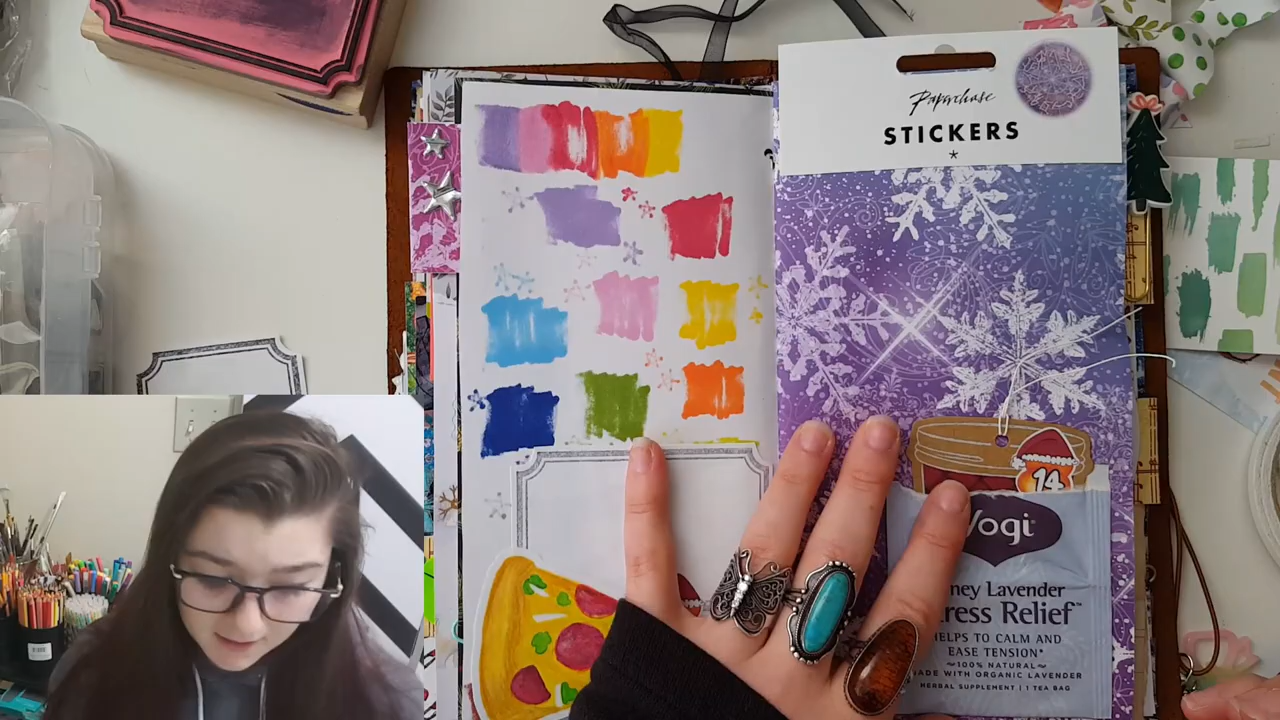 Paperchase
STICKERS
*
14
Yogi
ney Lavender
ress Relief™
HELPS TO CALM AND
EASE TENSION*
~100% NATURAL~
ADE WITH ORGANIC LAVENDER
HERBAL SUPPLEMENT | 1 TEA BAG